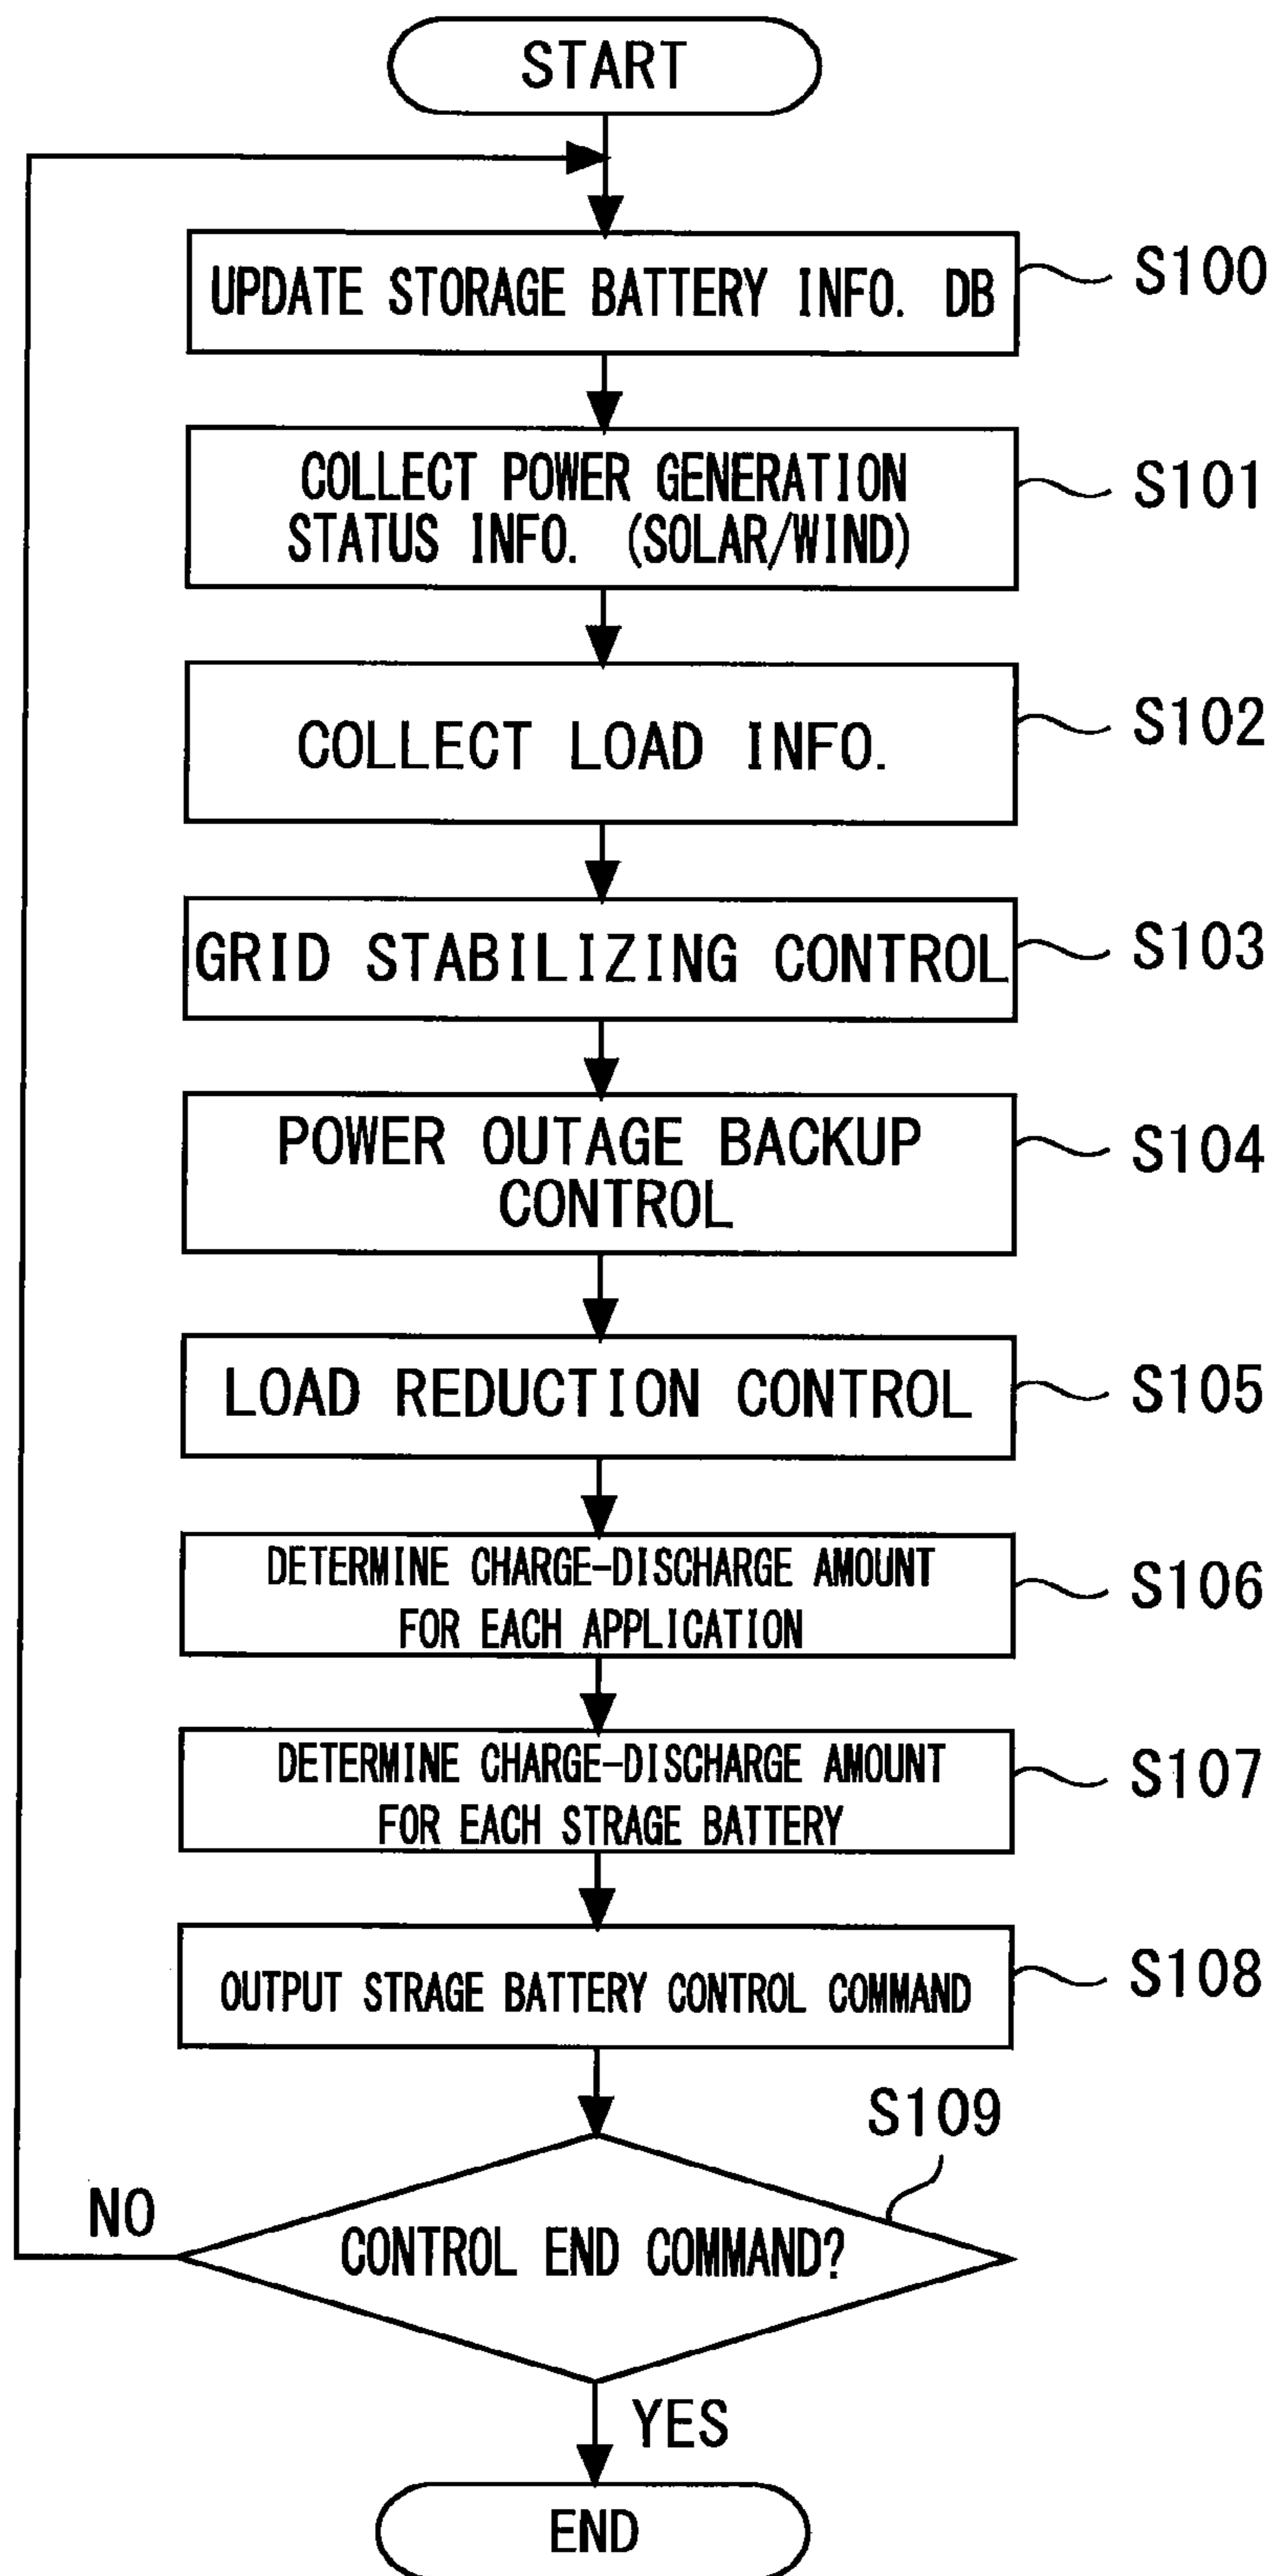 START
UPDATE STORAGE BATTERY INFO. DB
S100
COLLECT POWER GENERATION
STATUS INFO. (SOLAR/WIND)
S101
COLLECT LOAD INFO.
S102
GRID STABILIZING CONTROL
S103
POWER OUTAGE BACKUP
CONTROL
S104
LOAD REDUCTION CONTROL
S105
DETERMINE CHARGE-DISCHARGE AMOUNT
FOR EACH APPLICATION
S106
DETERMINE CHARGE-DISCHARGE AMOUNT
FOR EACH STRAGE BATTERY
S107
OUTPUT STRAGE BATTERY CONTROL COMMAND
S108
S109
NO
CONTROL END COMMAND?
YES
END